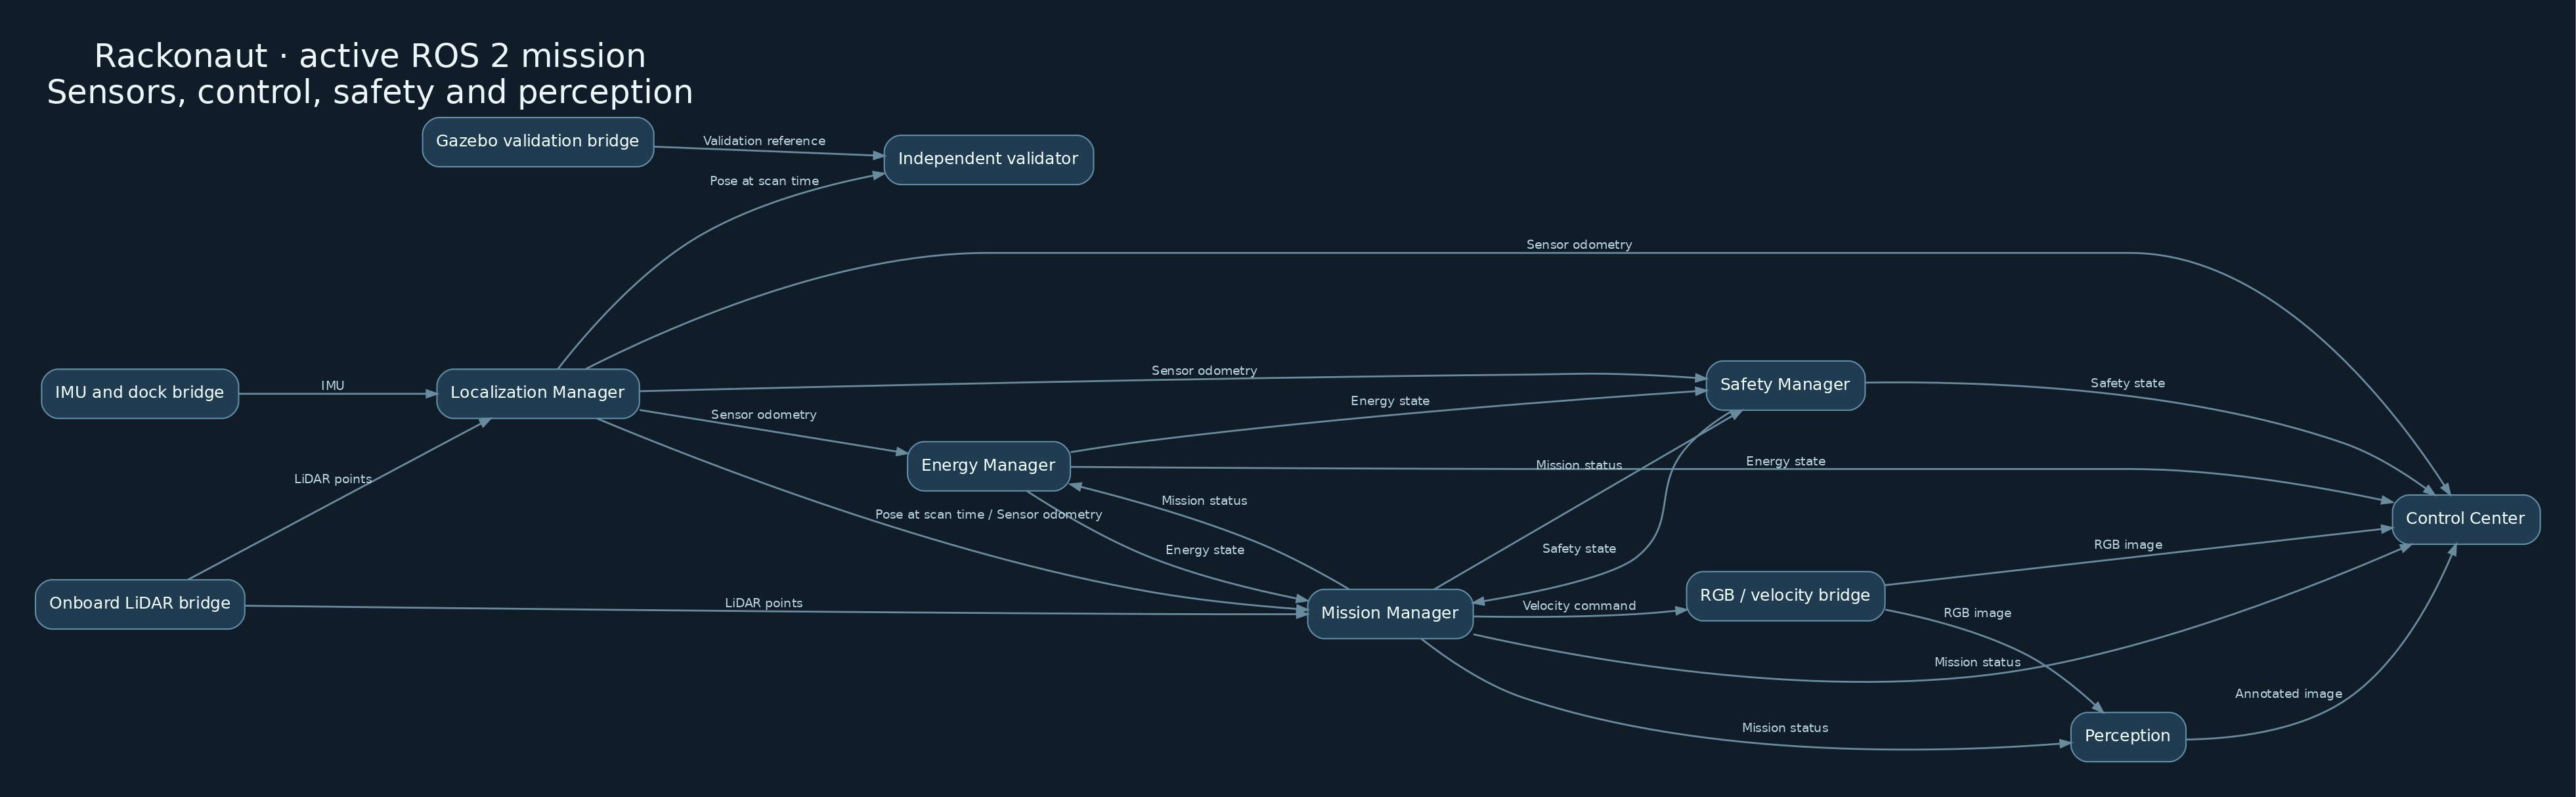 Rackonaut · active ROS 2 mission
Sensors, control, safety and perception
Gazebo validation bridge
Validation reference
Independent validator
Pose at scan time
Sensor odometry
IMU and dock bridge
IMU
Localization Manager
Sensor odometry
Safety Manager
Safety state
Sensor odometry
Energy state
Energy Manager
Mission status
Energy state
LiDAR points
Mission status
Pose at scan time / Sensor odometry
Control Center
Energy state
Safety state
RGB image
Onboard LiDAR bridge
LiDAR points
Mission Manager
Velocity command
RGB / velocity bridge
RGB image
Mission status
Annotated image
Mission status
Perception